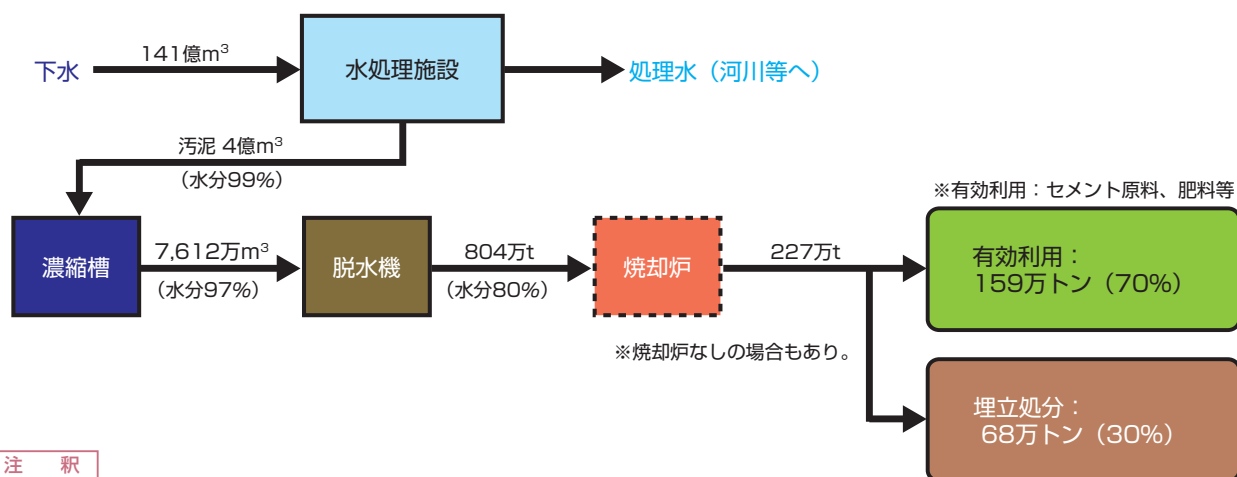 141億m³
下水
水処理施設
処理水（河川等へ）
汚泥 4億m³
（水分99%）
※有効利用：セメント原料、肥料等
濃縮槽
7,612万m³
（水分97%）
脱水機
804万t
（水分80%）
焼却炉
227万t
有効利用：
159万トン（70%）
※焼却炉なしの場合もあり。
埋立処分：
68万トン（30%）
注 釈